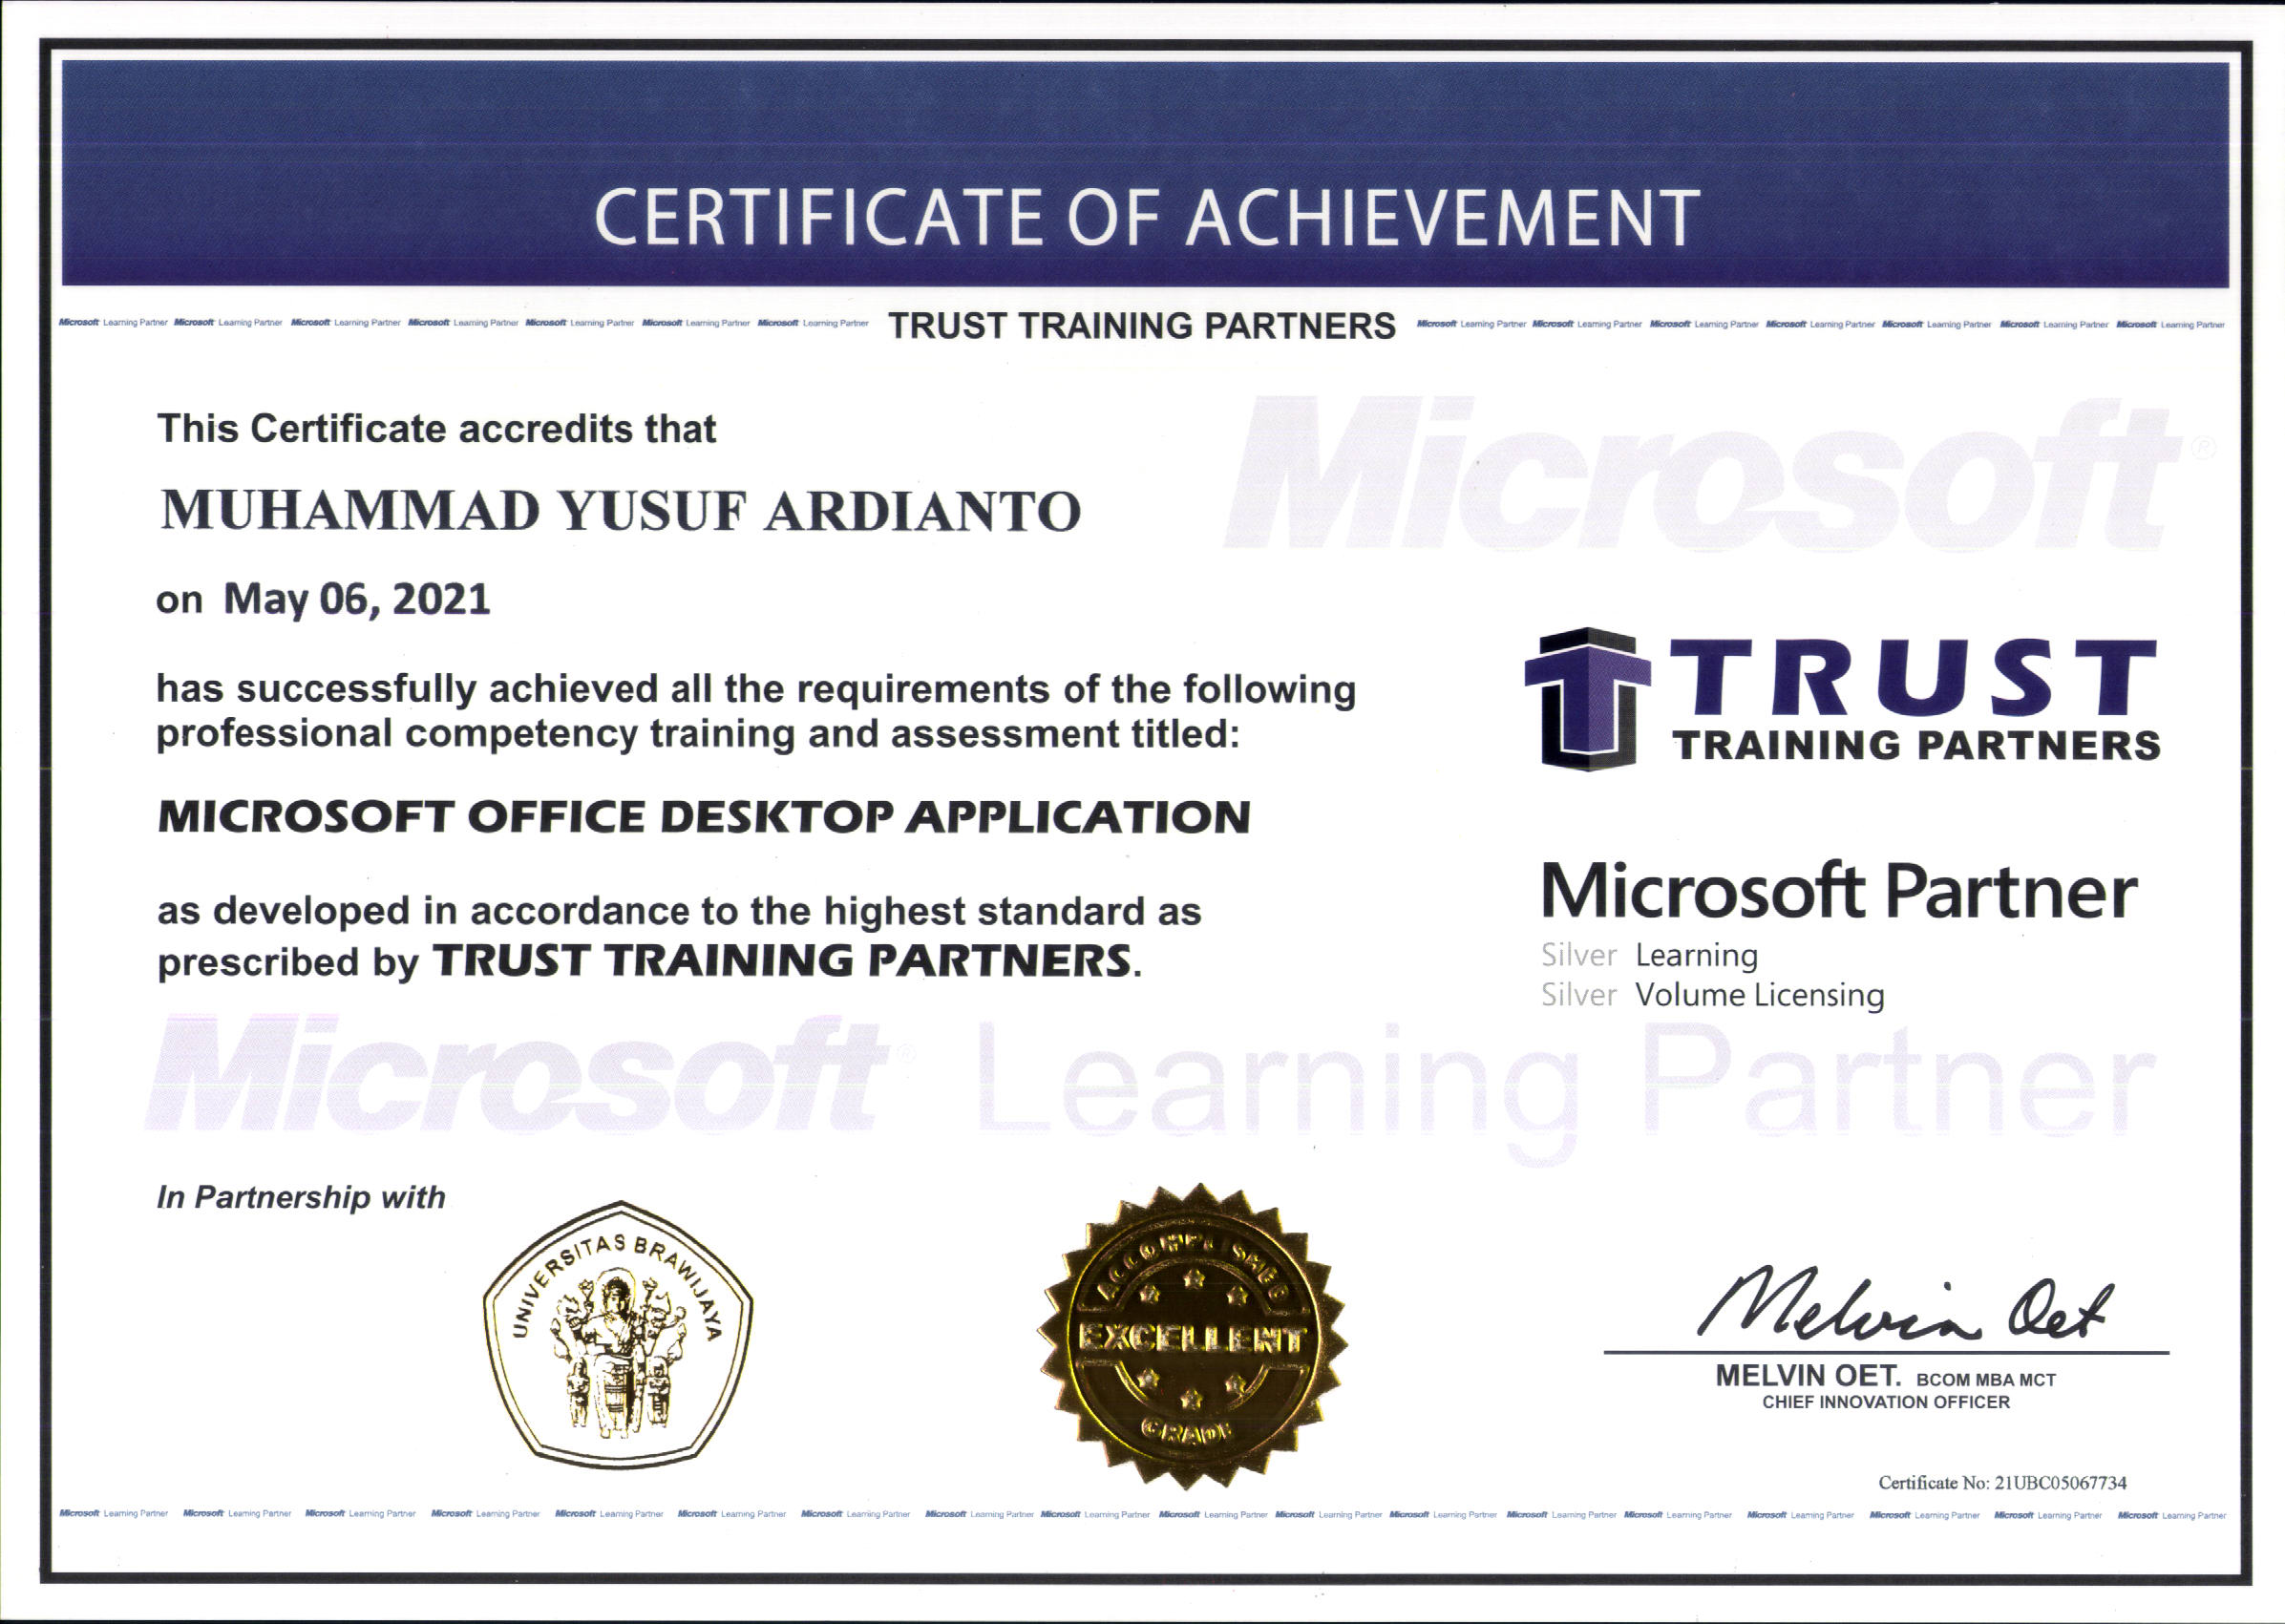 CERTIFICATE OF ACHIEVEMENT
Microsoft Learning Partner Microsoft Learning Partner Microsoft Learning Partner Microsoft Learning Partner Microsoft Learning Partner Microsoft Learning Partner Microsoft Learning Partner TRUST TRAINING PARTNERS Microsoft Learning Partner Microsoft Learning Partner Microsoft Learning Partner Microsoft Learning Partner Microsoft Learning Partner Microsoft Learning Partner Microsoft Learning Partner
This Certificate accredits that
Microsoft®
MUHAMMAD YUSUF ARDIANTO
on May 06, 2021
has successfully achieved all the requirements of the following
professional competency training and assessment titled:
TRUST
TRAINING PARTNERS
MICROSOFT OFFICE DESKTOP APPLICATION
as developed in accordance to the highest standard as
prescribed by TRUST TRAINING PARTNERS.
Microsoft Partner
Silver Learning
Silver Volume Licensing
Microsoft® Learning Partner
In Partnership with
UNIVERSITAS BRAWIJAYA
ACCOMPLISHED
EXCELLENT
GRADE
Melvin Oet
MELVIN OET. BCOM MBA MCT
CHIEF INNOVATION OFFICER
Certificate No: 21UBC05067734
Microsoft Learning Partner Microsoft Learning Partner Microsoft Learning Partner Microsoft Learning Partner Microsoft Learning Partner Microsoft Learning Partner Microsoft Learning Partner Microsoft Learning Partner Microsoft Learning Partner Microsoft Learning Partner Microsoft Learning Partner Microsoft Learning Partner Microsoft Learning Partner Microsoft Learning Partner Microsoft Learning Partner Microsoft Learning Partner Microsoft Learning Partner Microsoft Learning Partner